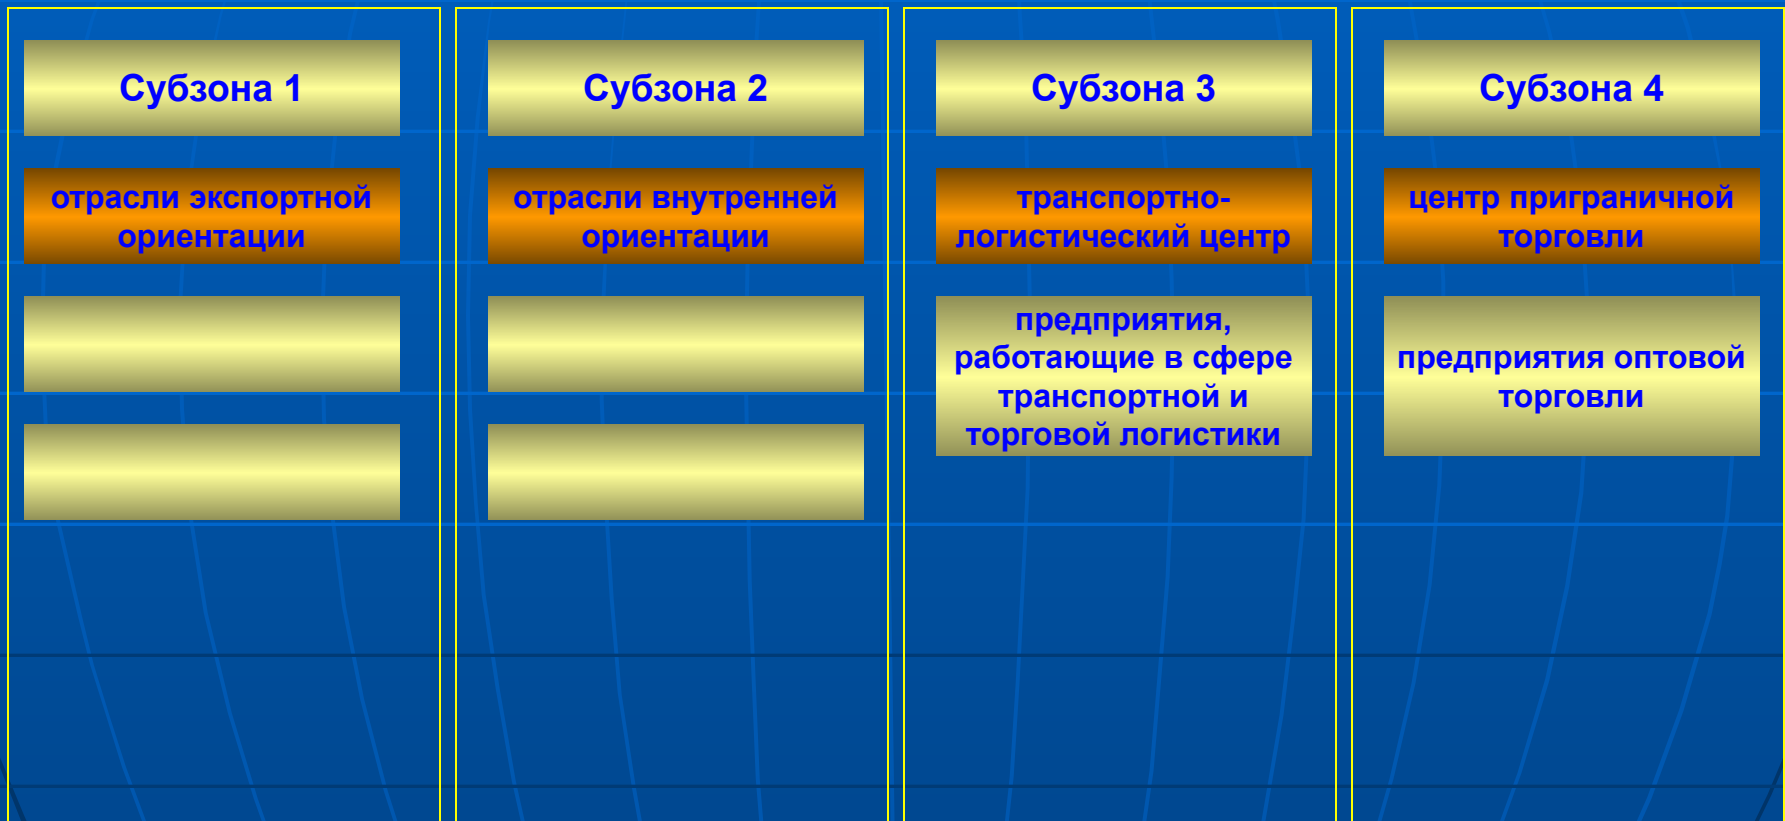 Субзона 1
отрасли экспортной
ориентации
Субзона 2
отрасли внутренней
ориентации
Субзона 3
транспортно-
логистический центр
предприятия,
работающие в сфере
транспортной и
торговой логистики
Субзона 4
центр приграничной
торговли
предприятия оптовой
торговли